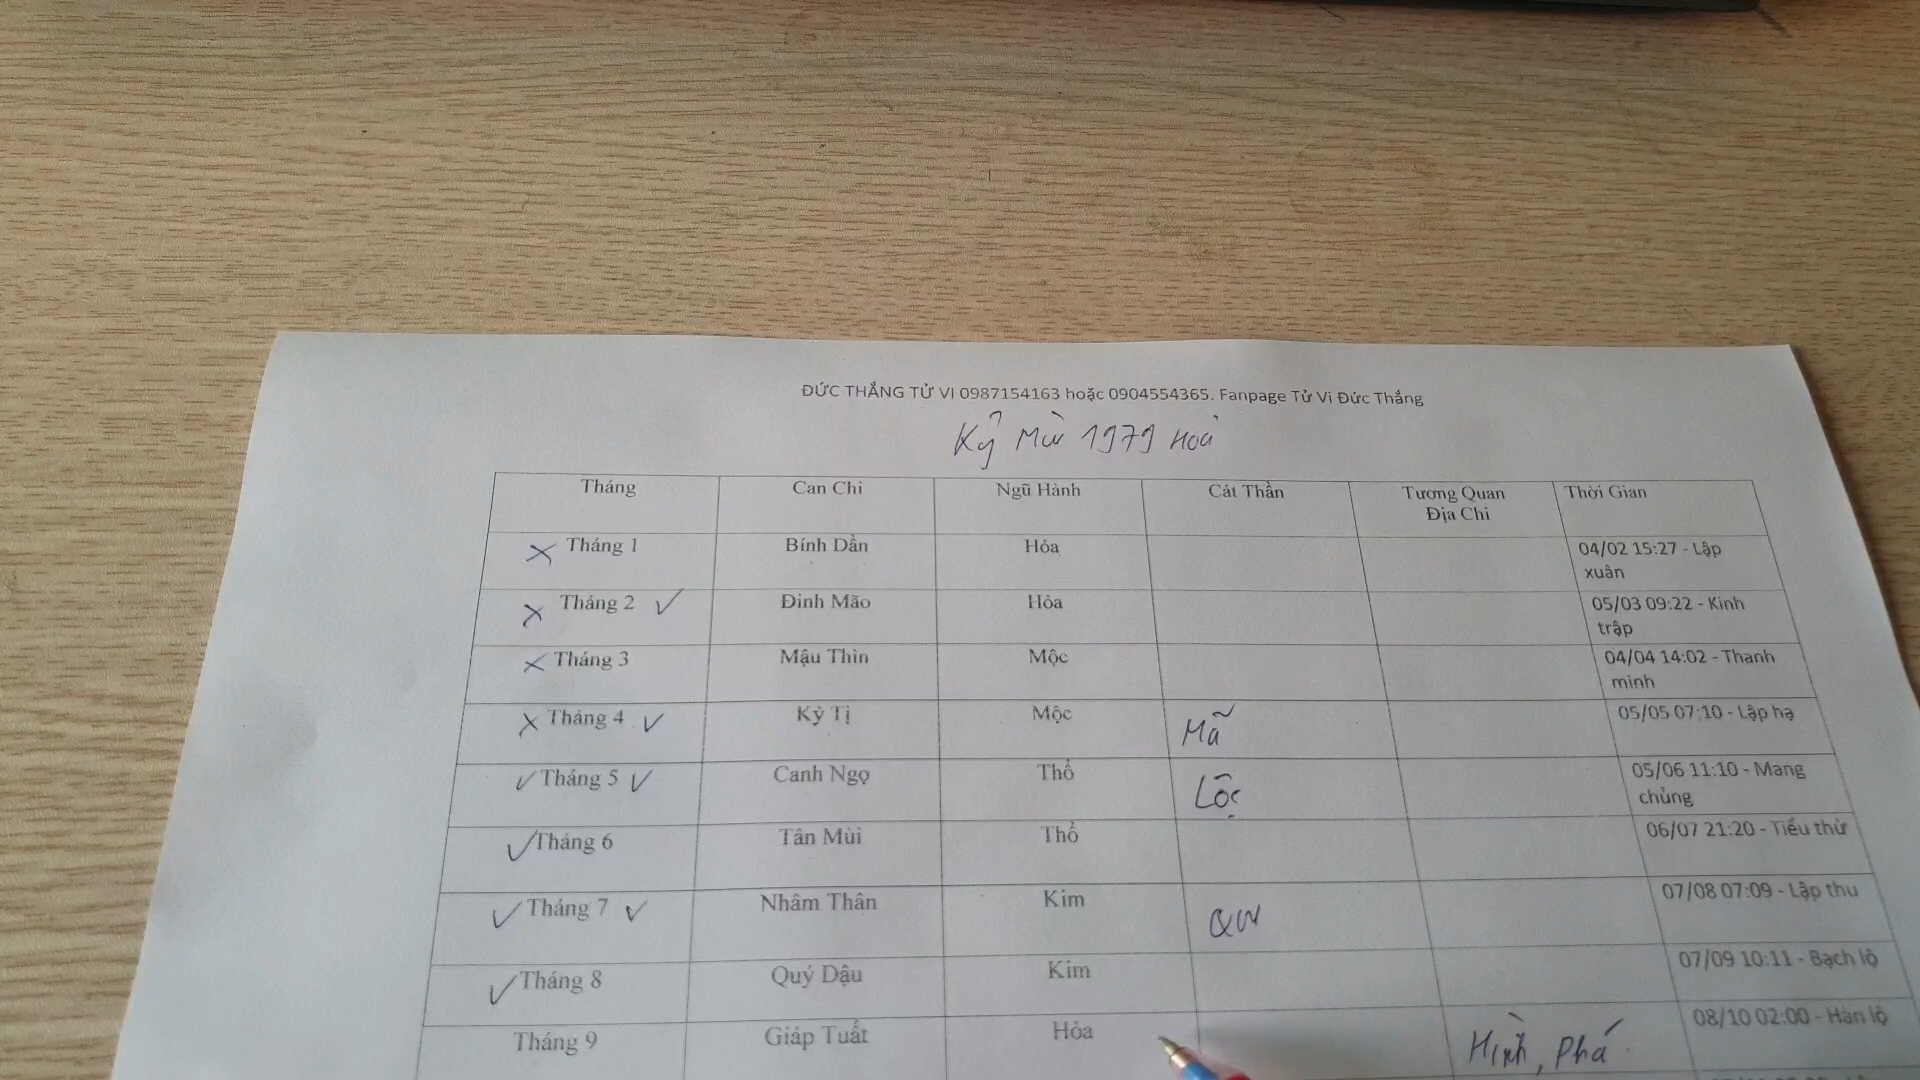 ĐỨC THẮNG TỬ VI 0987154163 hoặc 0904554365. Fanpage Tử Vi Đức Thắng
Kỷ Mùi 1979 Hoả
Tháng Can Chi Ngũ Hành Cát Thần Tương Quan Địa Chi Thời Gian
Tháng 1 Bính Dần Hỏa 04/02 15:27 - Lập
xuân
Tháng 2 Đinh Mão Hỏa 05/03 09:22 - Kinh
trập
Tháng 3 Mậu Thìn Mộc 04/04 14:02 - Thanh
minh
Tháng 4 Kỷ Tị Mộc Mã 05/05 07:10 - Lập hạ
Tháng 5 Canh Ngọ Thổ Lộc 05/06 11:10 - Mang
chủng
Tháng 6 Tân Mùi Thổ 06/07 21:20 - Tiểu thử
Tháng 7 Nhâm Thân Kim Quý 07/08 07:09 - Lập thu
Tháng 8 Quý Dậu Kim 07/09 10:11 - Bạch lộ
Tháng 9 Giáp Tuất Hỏa Hình, Phá 08/10 02:00 - Hàn lộ